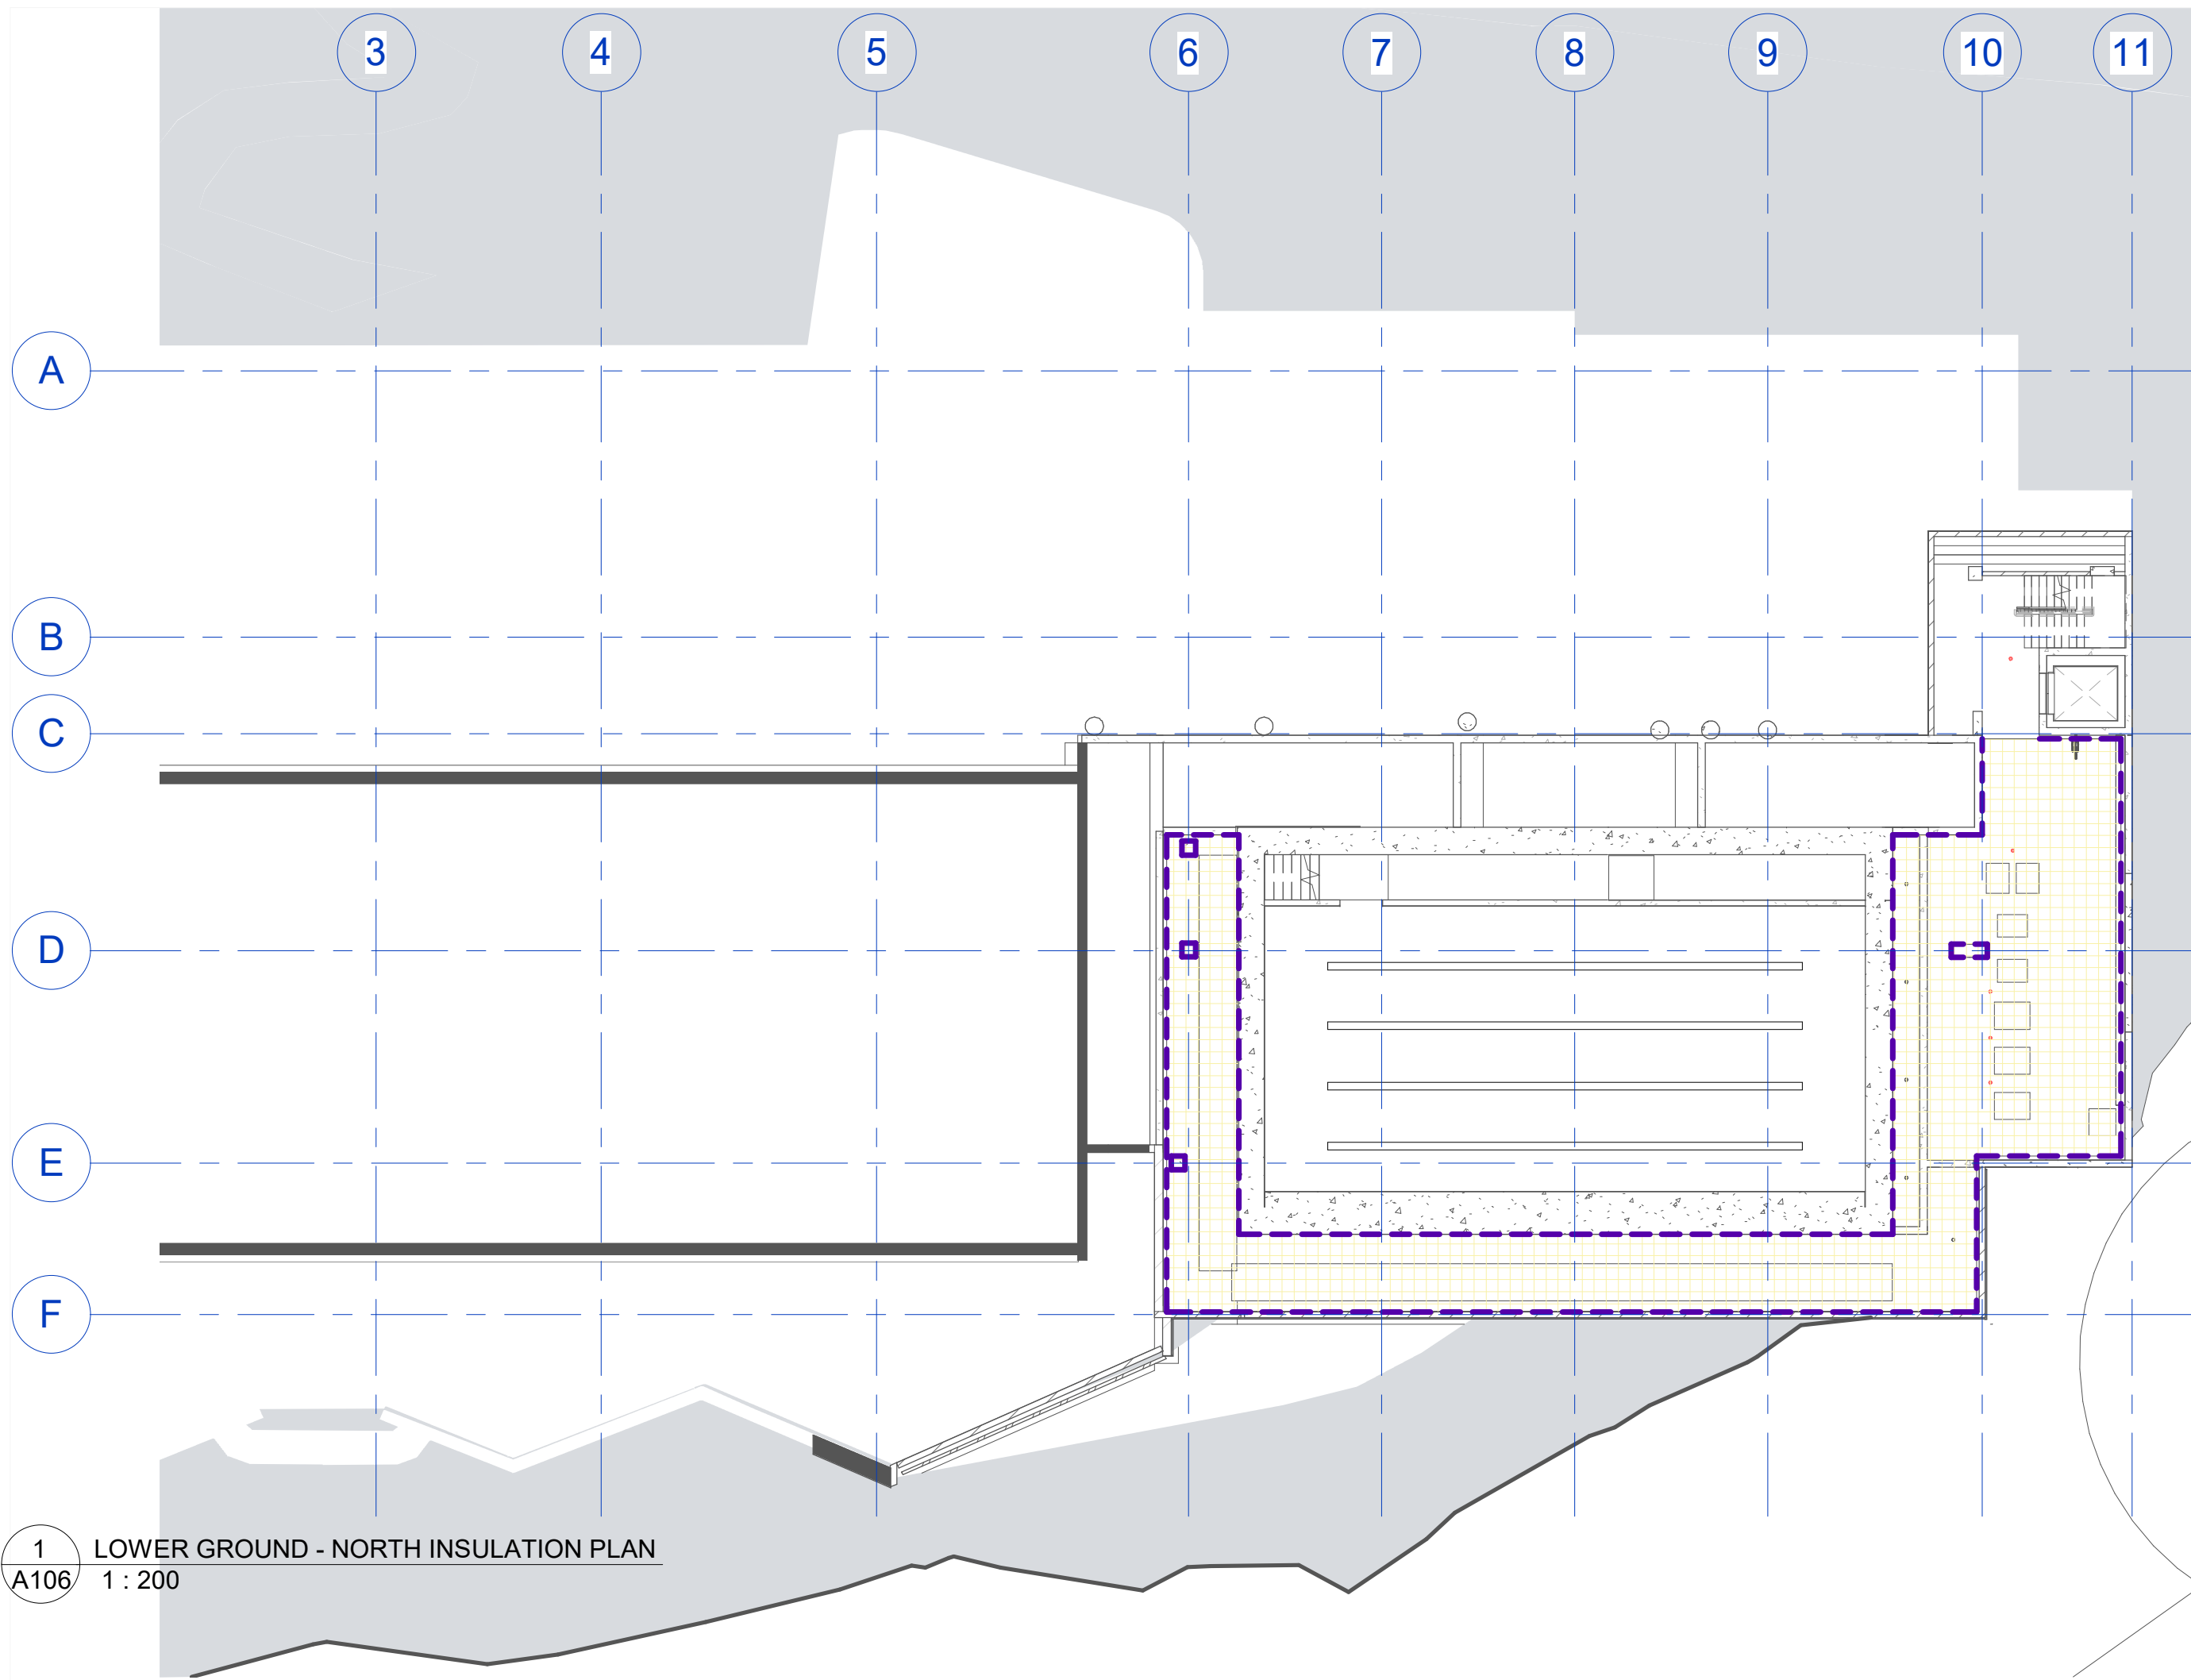 3 4 5 6 7 8 9 10 11
A
B
C
D
E
F
1 LOWER GROUND - NORTH INSULATION PLAN
A106 1 : 200